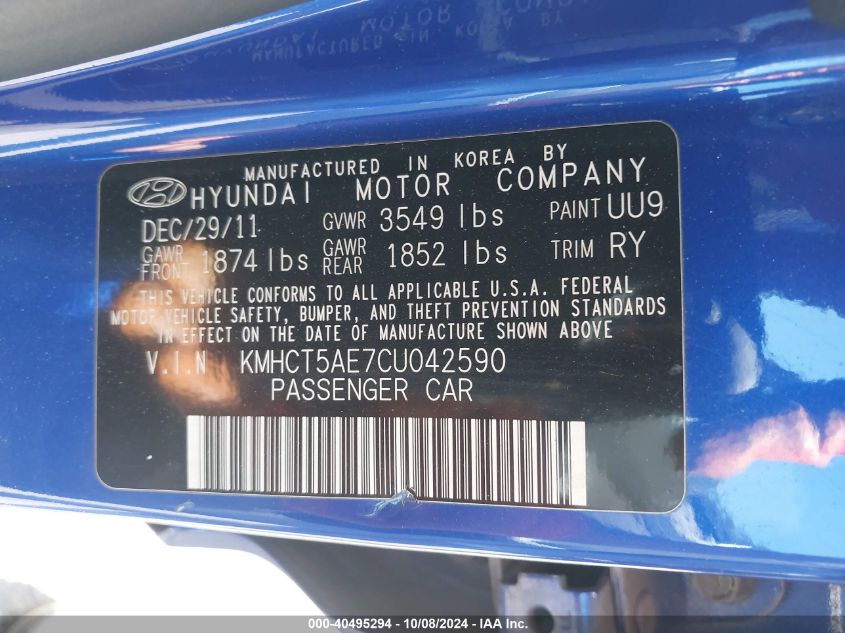 MANUFACTURED IN KOREA BY
HYUNDAI MOTOR COMPANY
DEC/29/11 GVWR 3549 lbs PAINT UU9
GAWR FRONT 1874 lbs GAWR REAR 1852 lbs TRIM RY
THIS VEHICLE CONFORMS TO ALL APPLICABLE U.S.A. FEDERAL
MOTOR VEHICLE SAFETY, BUMPER, AND THEFT PREVENTION STANDARDS
IN EFFECT ON THE DATE OF MANUFACTURE SHOWN ABOVE
V.I.N KMHCT5AE7CU042590
PASSENGER CAR
000-40495294 - 10/08/2024 - IAA Inc.